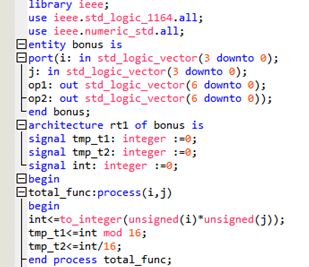 library ieee;
use ieee.std_logic_1164.all;
use ieee.numeric_std.all;
entity bonus is
port(i: in std_logic_vector(3 downto 0);
j: in std_logic_vector(3 downto 0);
op1: out std_logic_vector(6 downto 0);
op2: out std_logic_vector(6 downto 0));
end bonus;
architecture rt1 of bonus is
signal tmp_t1: integer :=0;
signal tmp_t2: integer :=0;
signal int: integer :=0;
begin
total_func:process(i,j)
begin
int<=to_integer(unsigned(i)*unsigned(j));
tmp_t1<=int mod 16;
tmp_t2<=int/16;
end process total_func;